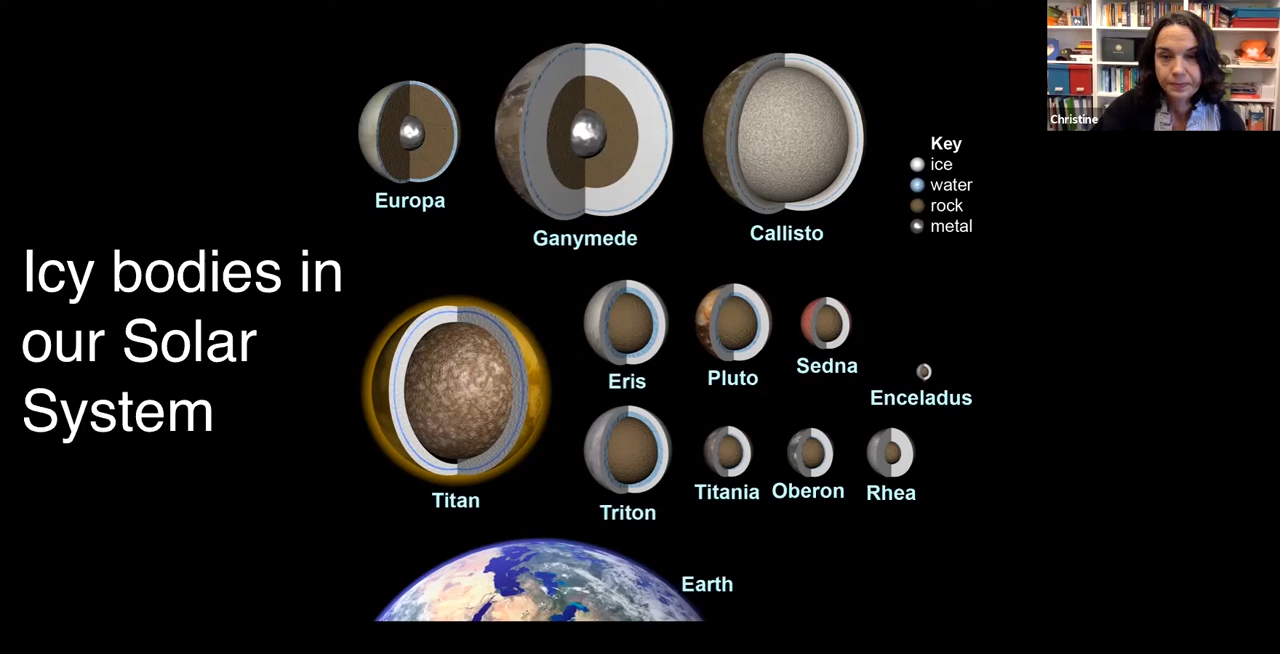 Christine
Icy bodies in
our Solar
System
Europa
Ganymede
Callisto
Key
ice
water
rock
metal
Titan
Eris
Pluto
Sedna
Enceladus
Triton
Titania
Oberon
Rhea
Earth